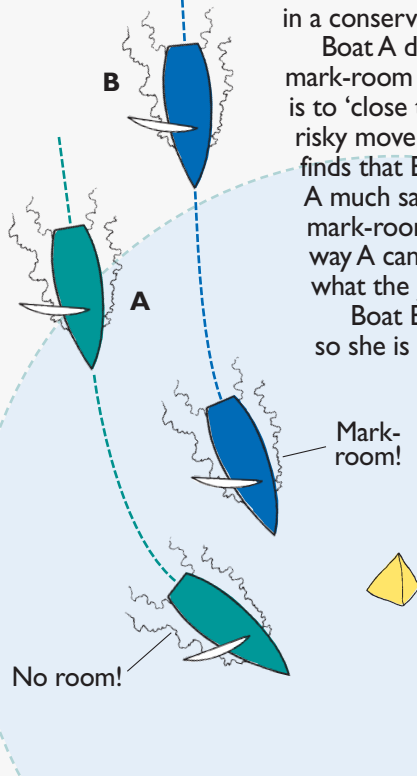 in a conserv
B
Boat A d
mark-room
is to ‘close t
risky move
finds that
A much sa
mark-room
way A can
A
what the
Boat
so she is
Mark-
room!
No room!